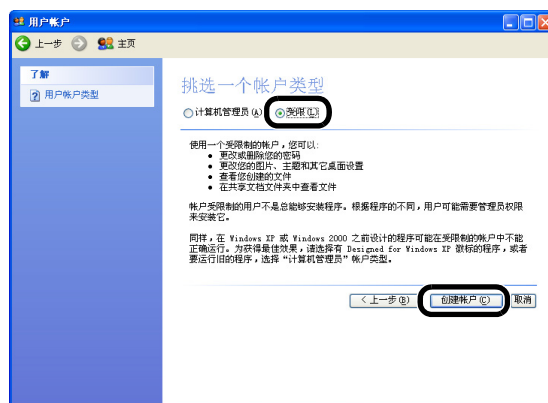 用户帐户
上一步 主页
了解
用户帐户类型
挑选一个帐户类型
计算机管理员(A) 受限(L)
使用一个受限制的帐户，您可以:
• 更改或删除您的密码
• 更改您的图片、主题和其它桌面设置
• 查看您创建的文件
• 在共享文档文件夹中查看文件
帐户受限制的用户不是总能够安装程序。根据程序的不同，用户可能需要管理员权限
来安装它。
同样，在 Windows XP 或 Windows 2000 之前设计的程序可能在受限制的帐户中不能
正确运行。为获得最佳效果，请选择有 Designed for Windows XP 徽标的程序，或者
要运行旧的程序，选择“计算机管理员”帐户类型。
< 上一步(B) 创建帐户(C) 取消